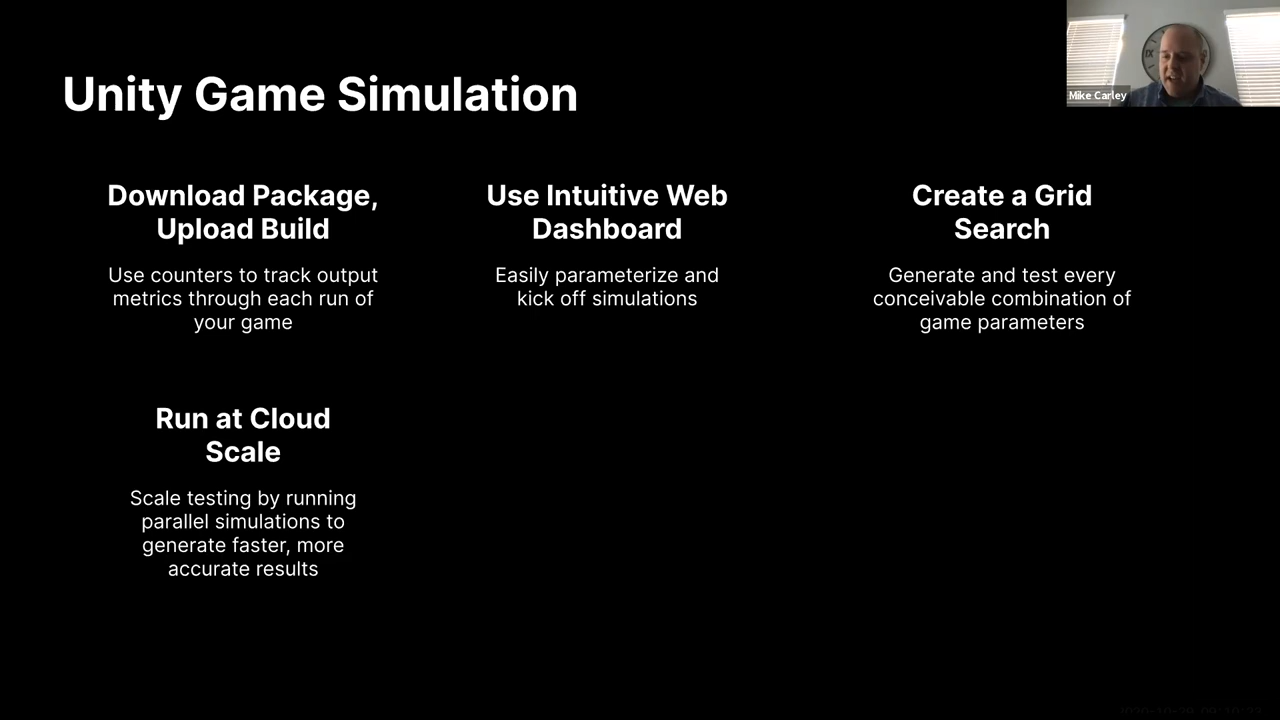 Unity Game Simulation
Mike Carley
Download Package,
Upload Build
Use counters to track output
metrics through each run of
your game
Use Intuitive Web
Dashboard
Easily parameterize and
kick off simulations
Create a Grid
Search
Generate and test every
conceivable combination of
game parameters
Run at Cloud
Scale
Scale testing by running
parallel simulations to
generate faster, more
accurate results